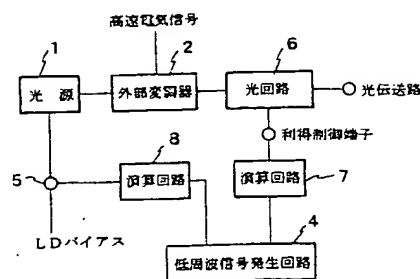 高速電気信号
1
2
6
光 源
外部変調器
光回路
光伝送路
8
利得制御端子
5
演算回路
演算回路
7
LDバイアス
4
低周波信号発生回路